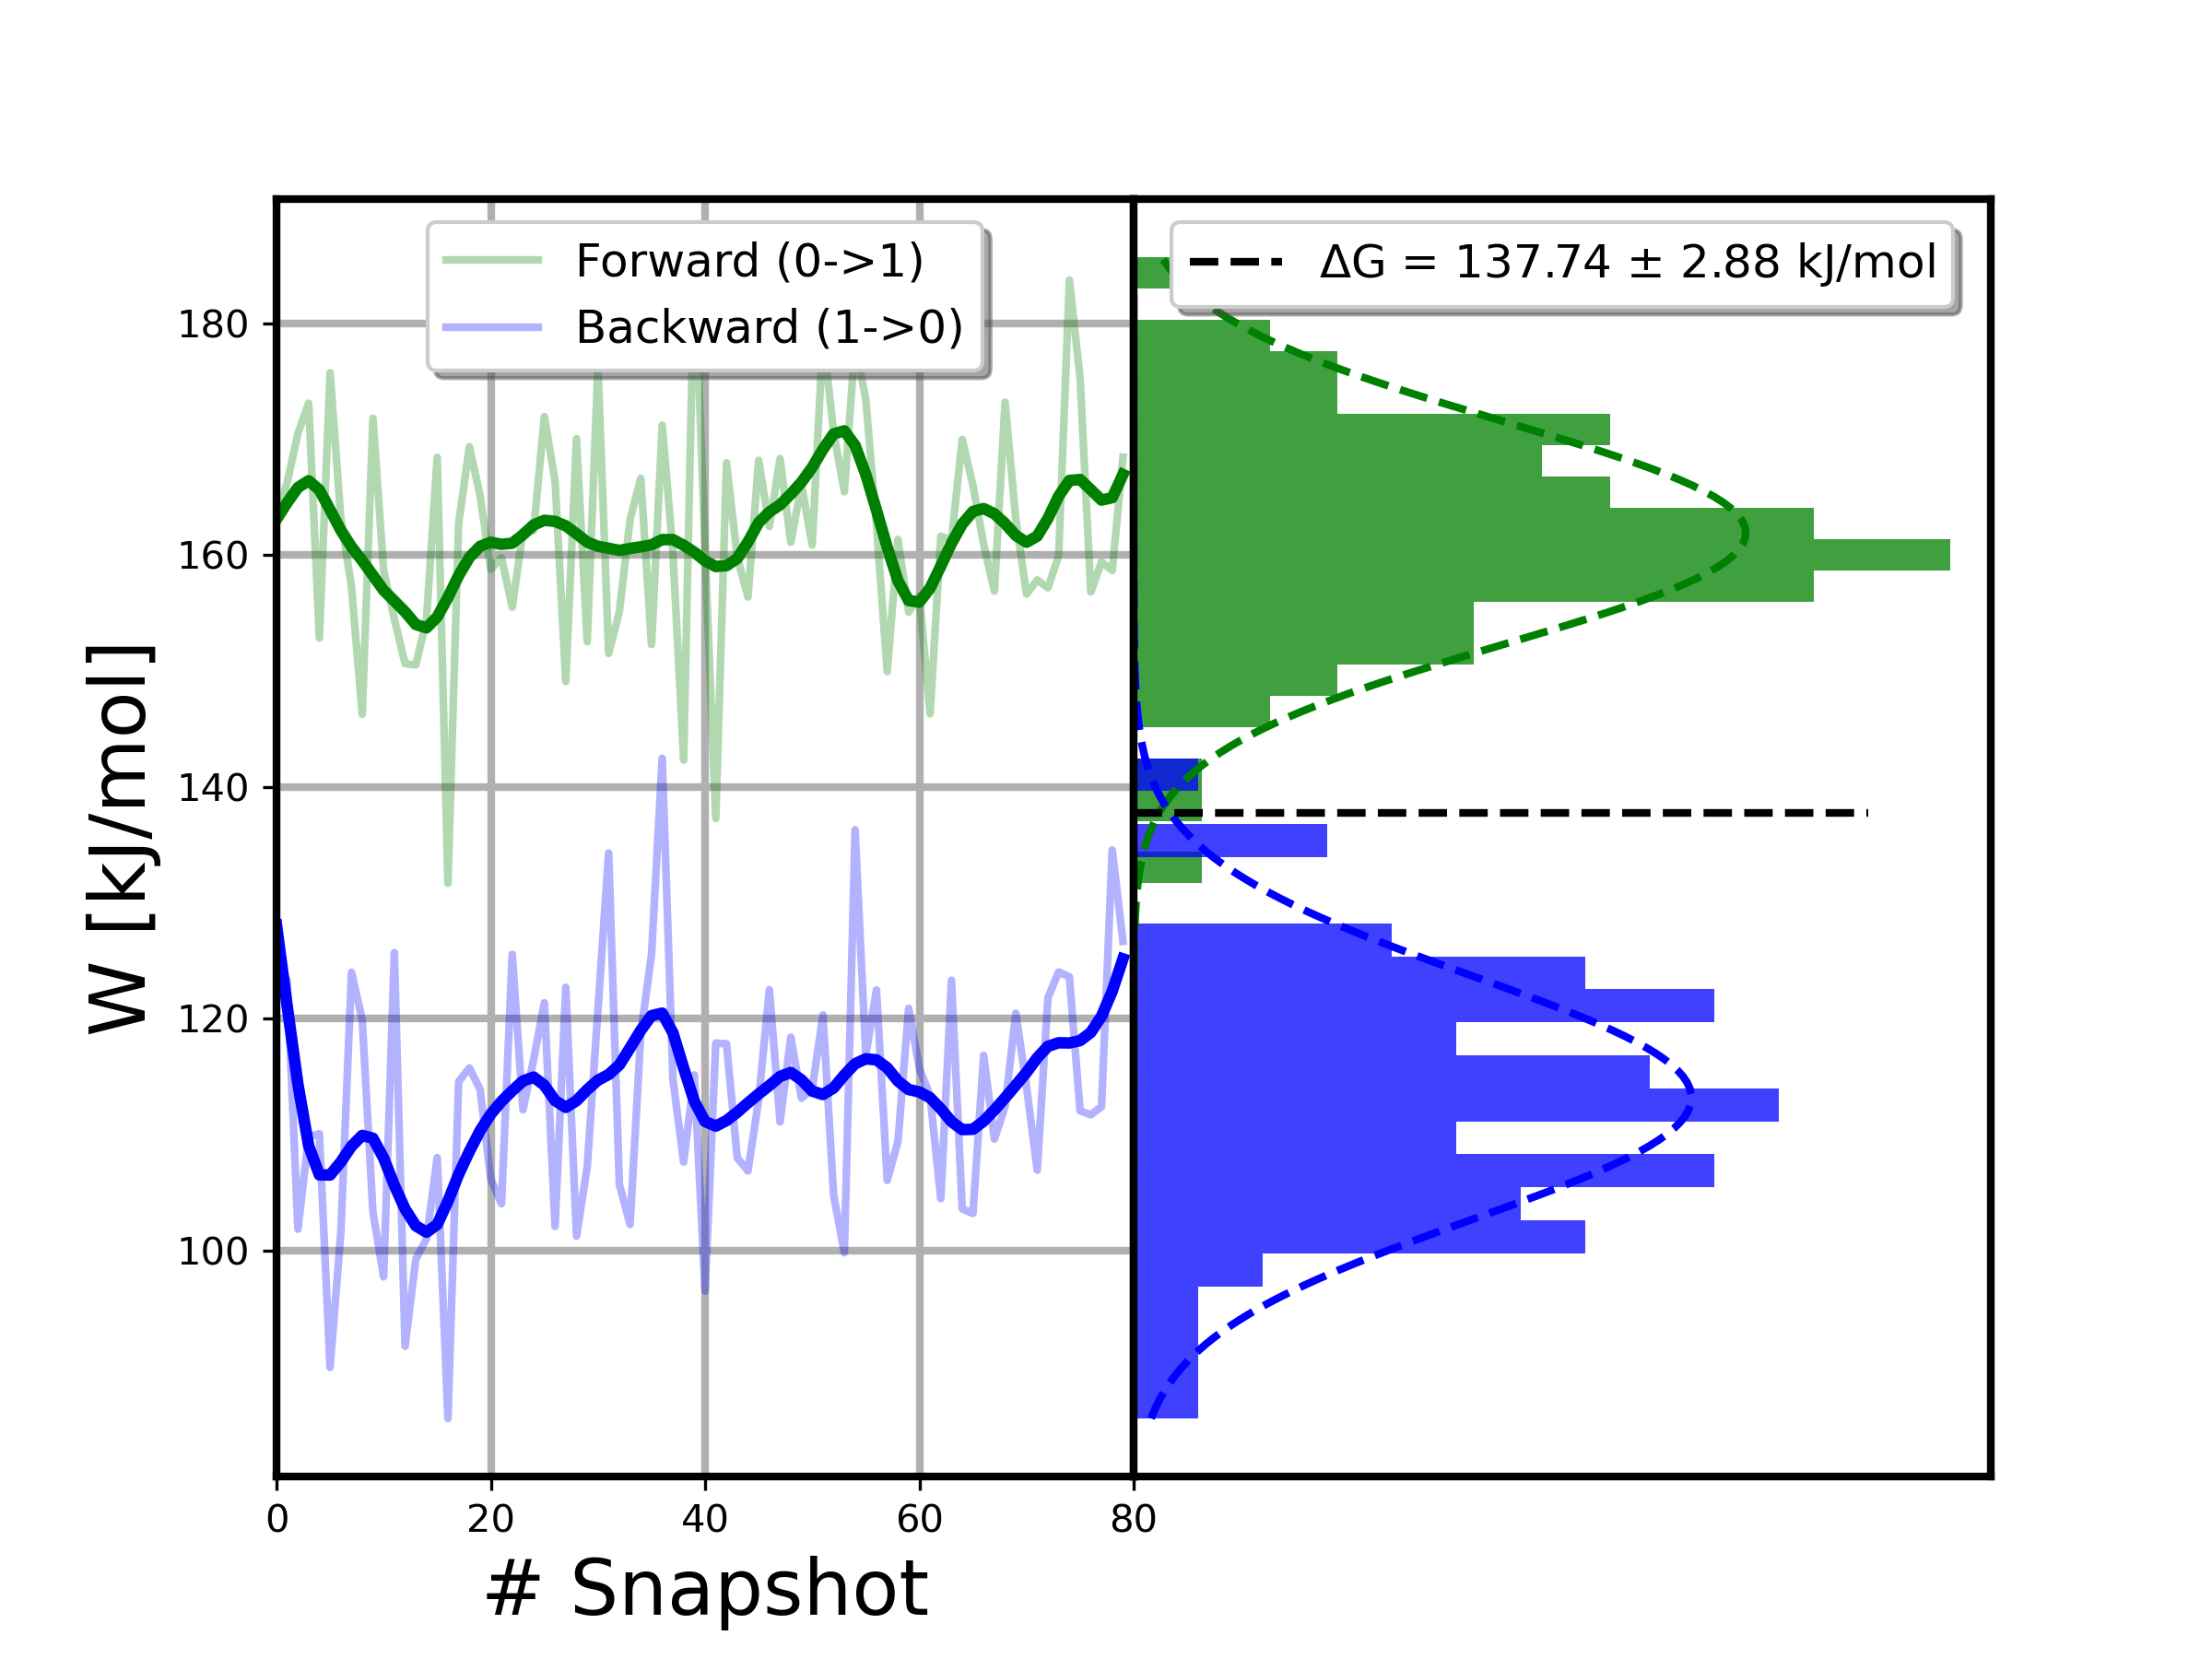 Forward (0->1)
Backward (1->0)
ΔG = 137.74 ± 2.88 kJ/mol
180
160
140
120
100
W [kJ/mol]
0 20 40 60 80
# Snapshot